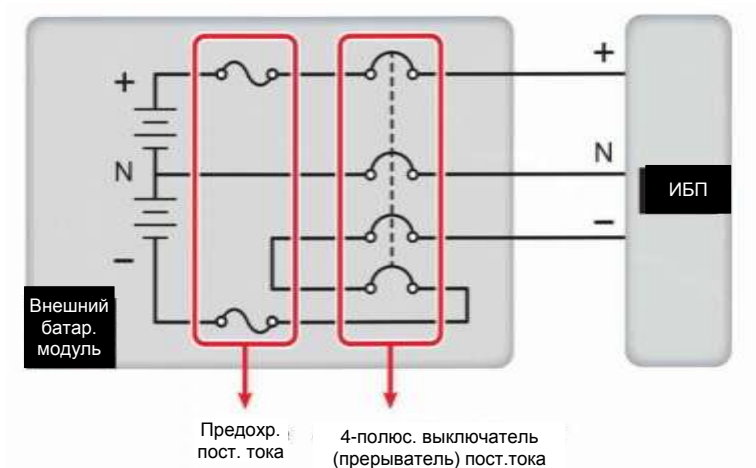 +
+
N
N
ИБП
−
−
Внешний
батар.
модуль
Предохр.
пост. тока
4-полюс. выключатель
(прерыватель) пост.тока